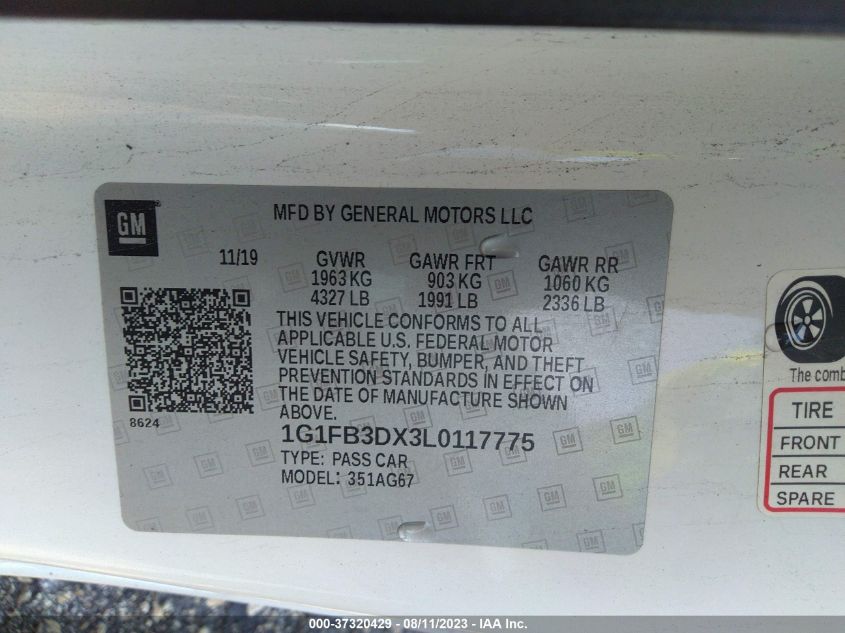 GM
MFD BY GENERAL MOTORS LLC
11/19 GVWR GAWR FRT GAWR RR
1963 KG 903 KG 1060 KG
4327 LB 1991 LB 2336 LB
THIS VEHICLE CONFORMS TO ALL
APPLICABLE U.S. FEDERAL MOTOR
VEHICLE SAFETY, BUMPER, AND THEFT
PREVENTION STANDARDS IN EFFECT ON
THE DATE OF MANUFACTURE SHOWN
ABOVE.
8624
1G1FB3DX3L0117775
TYPE: PASS CAR
MODEL: 351AG67
The comb
TIRE
FRONT
REAR
SPARE
000-37320429 - 08/11/2023 - IAA Inc.